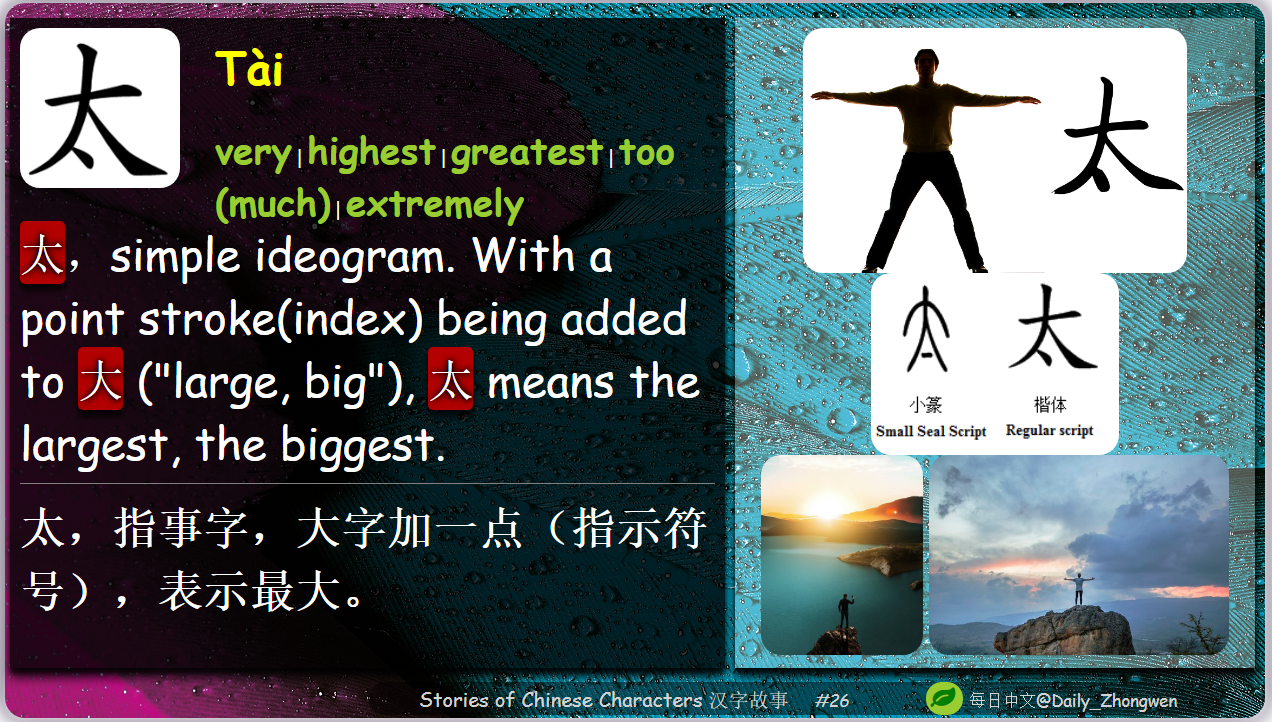 太
Tài
very | highest | greatest | too
(much) | extremely
太，simple ideogram. With a
point stroke(index) being added
to 大 ("large, big"), 太 means the
largest, the biggest.
太，指事字，大字加一点（指示符
号），表示最大。
太
太 太
小篆 楷体
Small Seal Script Regular script
Stories of Chinese Characters 汉字故事 #26
每日中文@Daily_Zhongwen